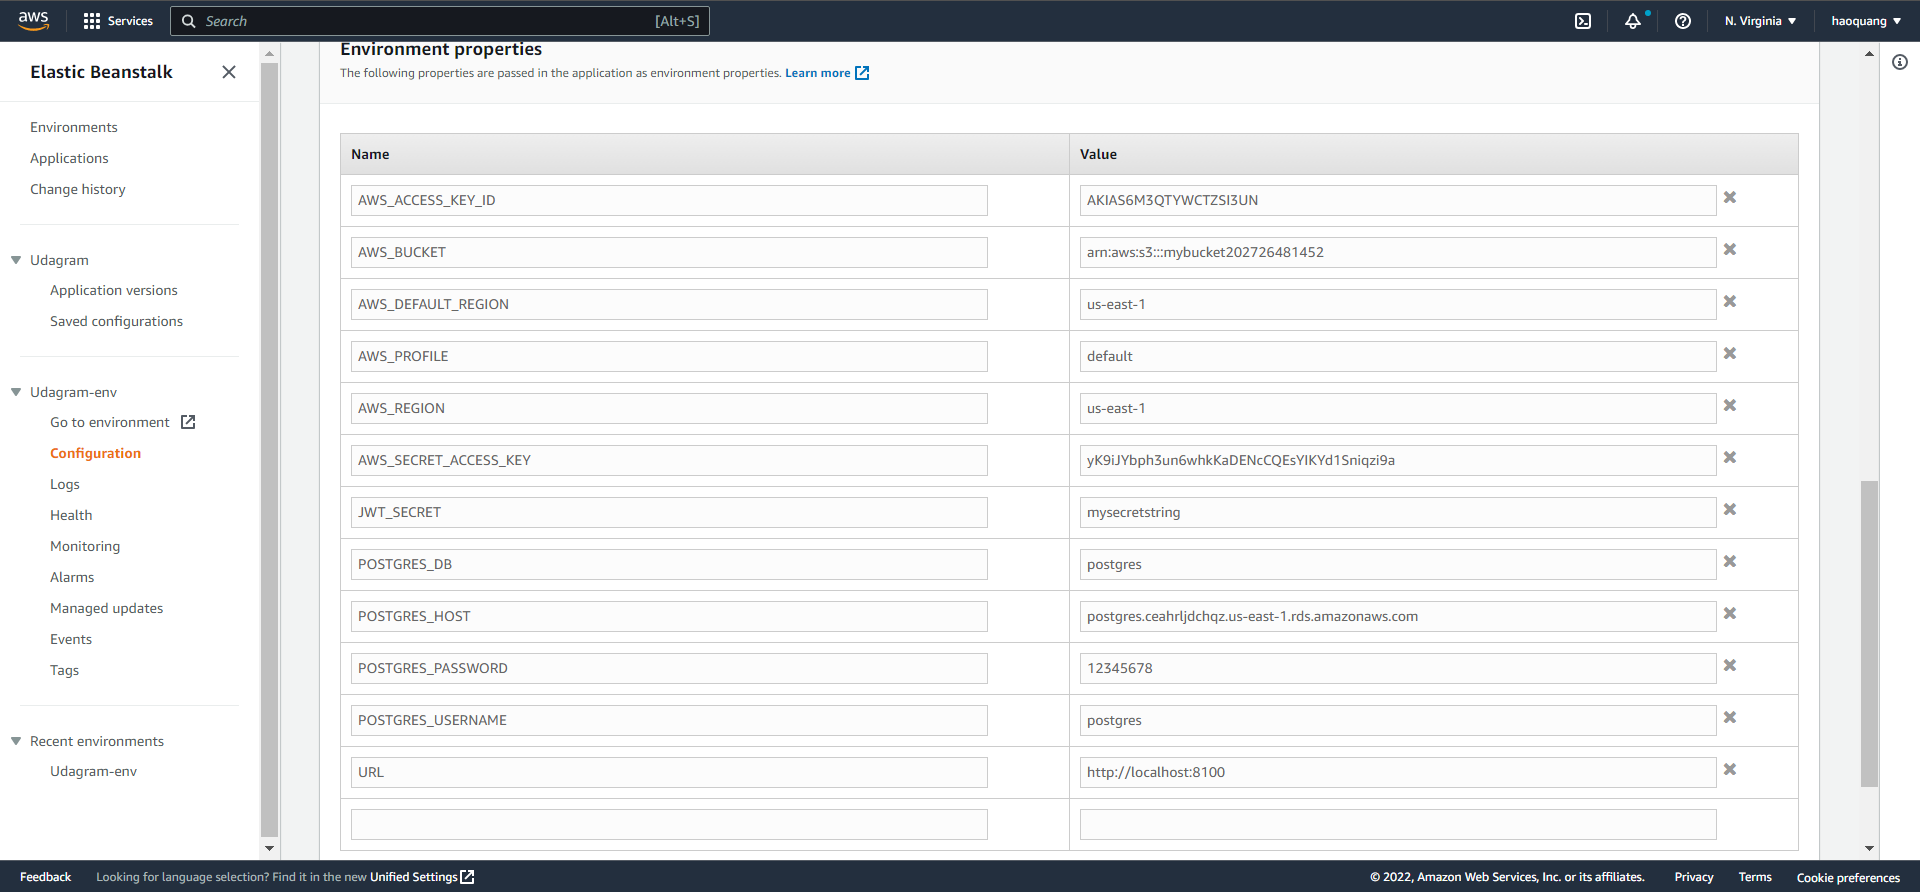 aws
Services
Search
[Alt+S]
N. Virginia
haoquang
Elastic Beanstalk
Environments
Applications
Change history
Udagram
Application versions
Saved configurations
Udagram-env
Go to environment
Configuration
Logs
Health
Monitoring
Alarms
Managed updates
Events
Tags
Recent environments
Udagram-env
Environment properties
The following properties are passed in the application as environment properties. Learn more
Name Value
AWS_ACCESS_KEY_ID AKIAS6M3QTYWCTZSI3UN
AWS_BUCKET arn:aws:s3:::mybucket202726481452
AWS_DEFAULT_REGION us-east-1
AWS_PROFILE default
AWS_REGION us-east-1
AWS_SECRET_ACCESS_KEY yK9iJYbph3un6whkKaDENcCQEsYIKYd1Sniqzi9a
JWT_SECRET mysecretstring
POSTGRES_DB postgres
POSTGRES_HOST postgres.ceahrljdchqz.us-east-1.rds.amazonaws.com
POSTGRES_PASSWORD 12345678
POSTGRES_USERNAME postgres
URL http://localhost:8100
Feedback
Looking for language selection? Find it in the new Unified Settings
© 2022, Amazon Web Services, Inc. or its affiliates.
Privacy
Terms
Cookie preferences